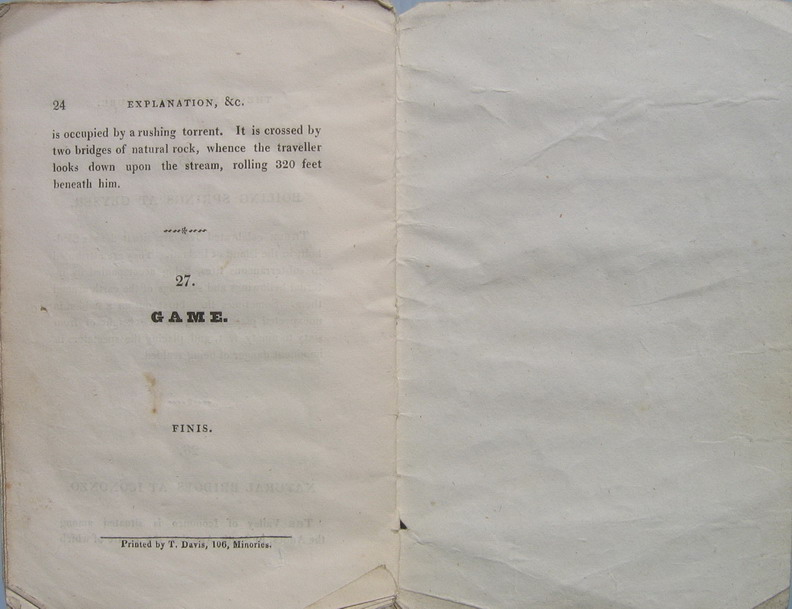 24 EXPLANATION, &c.
is occupied by a rushing torrent. It is crossed by
two bridges of natural rock, whence the traveller
looks down upon the stream, rolling 320 feet
beneath him.
27.
GAME.
FINIS.
Printed by T. Davis, 106, Minories.